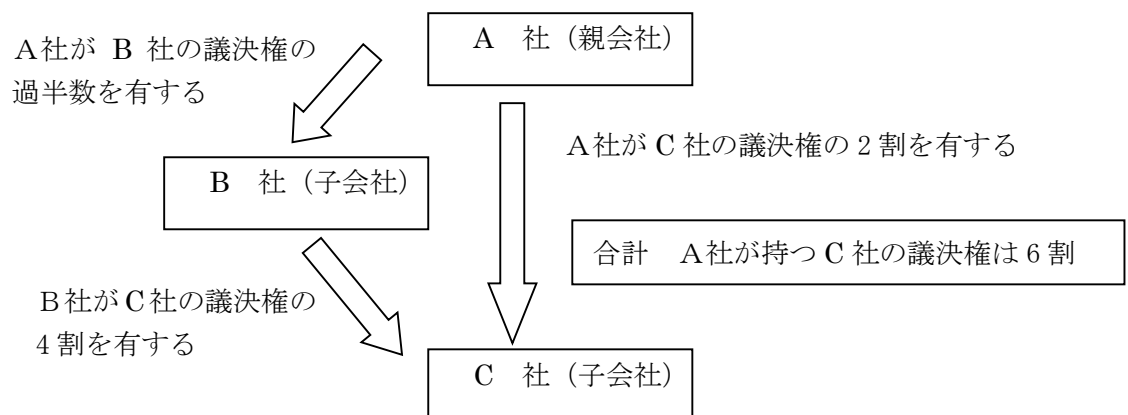 A 社（親会社）
Ａ社が B 社の議決権の
過半数を有する
Ａ社が C 社の議決権の 2 割を有する
B 社（子会社）
合計 Ａ社が持つ C 社の議決権は 6 割
Ｂ社が C 社の議決権の
4 割を有する
C 社（子会社）